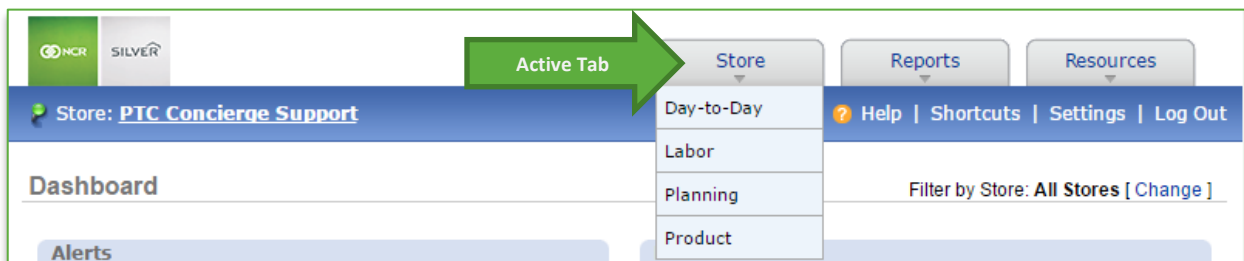 NCR SILVER
Active Tab
Store Reports Resources
Store: PTC Concierge Support
Day-to-Day
? Help | Shortcuts | Settings | Log Out
Labor
Dashboard
Planning
Filter by Store: All Stores [ Change ]
Product
Alerts